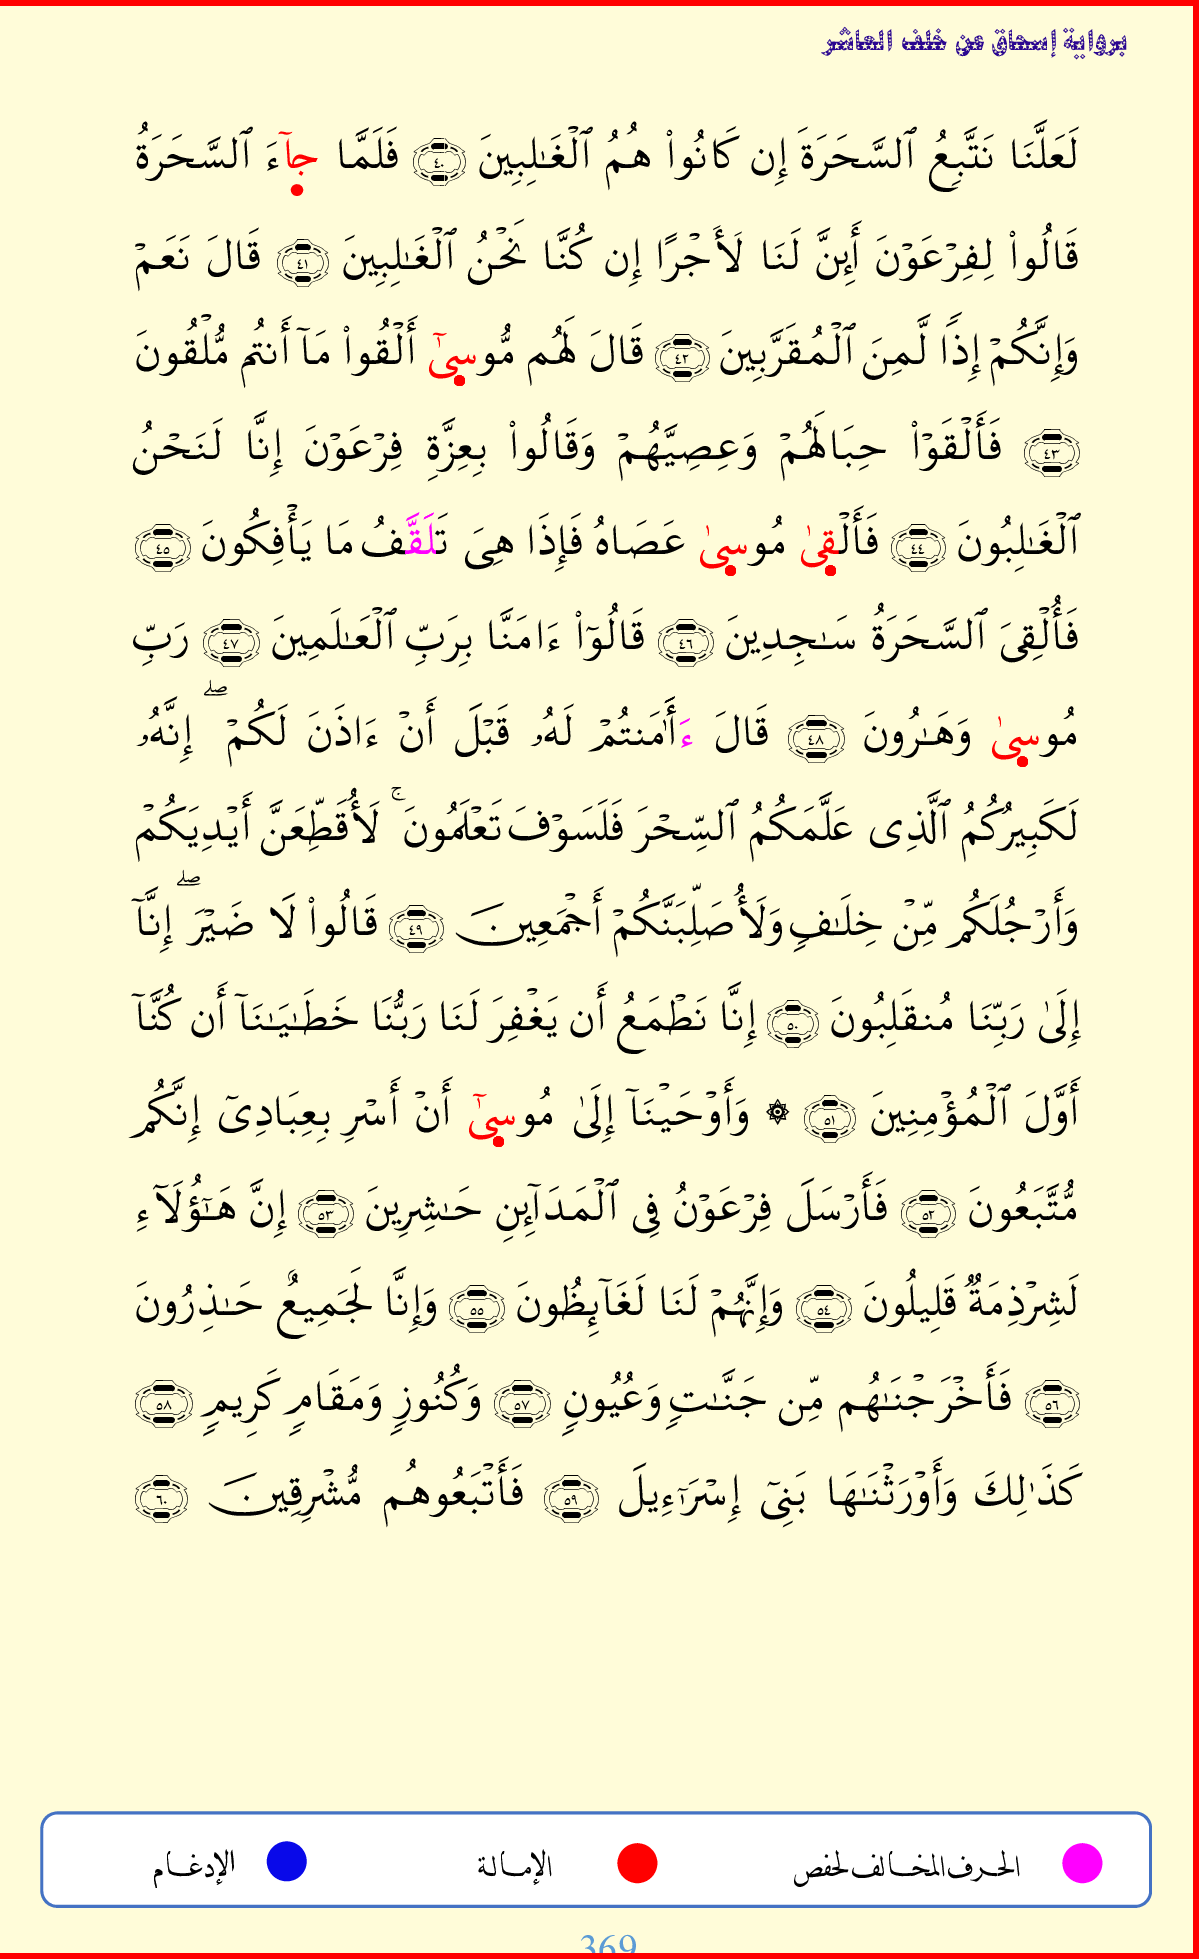 برواية إسحاق عن خلف العاشر
لَعَلَّنَا نَتَّبِعُ ٱلسَّحَرَةَ إِن كَانُوا۟ هُمُ ٱلْغَـٰلِبِينَ ٤٠ فَلَمَّا جَآءَ ٱلسَّحَرَةُ
قَالُوا۟ لِفِرْعَوْنَ أَئِنَّ لَنَا لَأَجْرًا إِن كُنَّا نَحْنُ ٱلْغَـٰلِبِينَ ٤١ قَالَ نَعَمْ
وَإِنَّكُمْ إِذًا لَّمِنَ ٱلْمُقَرَّبِينَ ٤٢ قَالَ لَهُم مُّوسِىٰٓ أَلْقُوا۟ مَآ أَنتُم مُّلْقُونَ
٤٣ فَأَلْقَوْا۟ حِبَالَهُمْ وَعِصِيَّهُمْ وَقَالُوا۟ بِعِزَّةِ فِرْعَوْنَ إِنَّا لَنَحْنُ
ٱلْغَـٰلِبُونَ ٤٤ فَأَلْقِىٰ مُوسِىٰ عَصَاهُ فَإِذَا هِىَ تَلَقَّفُ مَا يَأْفِكُونَ ٤٥
فَأُلْقِىَ ٱلسَّحَرَةُ سَـٰجِدِينَ ٤٦ قَالُوٓا۟ ءَامَنَّا بِرَبِّ ٱلْعَـٰلَمِينَ ٤٧ رَبِّ
مُوسِىٰ وَهَـٰرُونَ ٤٨ قَالَ ءَأَٰمَنتُمْ لَهُۥ قَبْلَ أَنْ ءَاذَنَ لَكُمْ ۖ إِنَّهُۥ
لَكَبِيرُكُمُ ٱلَّذِى عَلَّمَكُمُ ٱلسِّحْرَ فَلَسَوْفَ تَعْلَمُونَ ۚ لَأُقَطِّعَنَّ أَيْدِيَكُمْ
وَأَرْجُلَكُم مِّنْ خِلَـٰفٍ وَلَأُصَلِّبَنَّكُمْ أَجْمَعِينَ ٤٩ قَالُوا۟ لَا ضَيْرَ ۖ إِنَّآ
إِلَىٰ رَبِّنَا مُنقَلِبُونَ ٥٠ إِنَّا نَطْمَعُ أَن يَغْفِرَ لَنَا رَبُّنَا خَطَـٰيَـٰنَآ أَن كُنَّآ
أَوَّلَ ٱلْمُؤْمِنِينَ ٥١ ۞ وَأَوْحَيْنَآ إِلَىٰ مُوسِىٰٓ أَنْ أَسْرِ بِعِبَادِىٓ إِنَّكُم
مُّتَّبَعُونَ ٥٢ فَأَرْسَلَ فِرْعَوْنُ فِى ٱلْمَدَآئِنِ حَـٰشِرِينَ ٥٣ إِنَّ هَـٰٓؤُلَآءِ
لَشِرْذِمَةٌ قَلِيلُونَ ٥٤ وَإِنَّهُمْ لَنَا لَغَآئِظُونَ ٥٥ وَإِنَّا لَجَمِيعٌ حَـٰذِرُونَ
٥٦ فَأَخْرَجْنَـٰهُم مِّن جَنَّـٰتٍ وَعُيُونٍ ٥٧ وَكُنُوزٍ وَمَقَامٍ كَرِيمٍ ٥٨
كَذَٰلِكَ وَأَوْرَثْنَـٰهَا بَنِىٓ إِسْرَٰٓءِيلَ ٥٩ فَأَتْبَعُوهُم مُّشْرِقِينَ ٦٠
الحرف المخالف لحفص الإمالة الإدغام
369